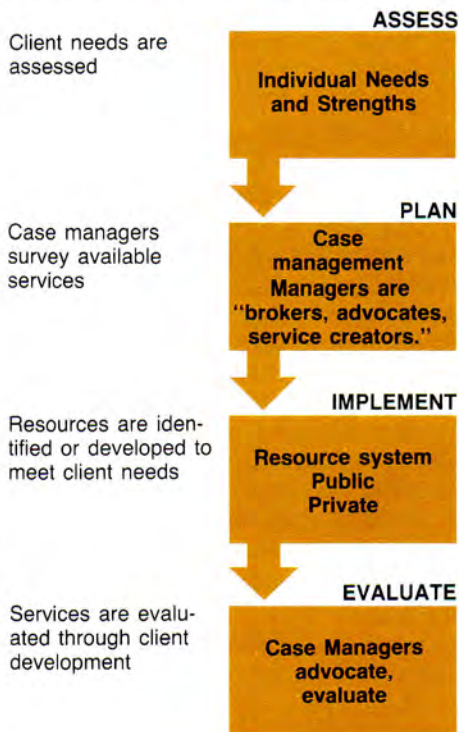 ASSESS
Client needs are
assessed
Individual Needs
and Strengths
PLAN
Case managers
survey available
services
Case
management
Managers are
"brokers, advocates,
service creators."
IMPLEMENT
Resources are iden-
tified or developed to
meet client needs
Resource system
Public
Private
EVALUATE
Services are evalu-
ated through client
development
Case Managers
advocate,
evaluate